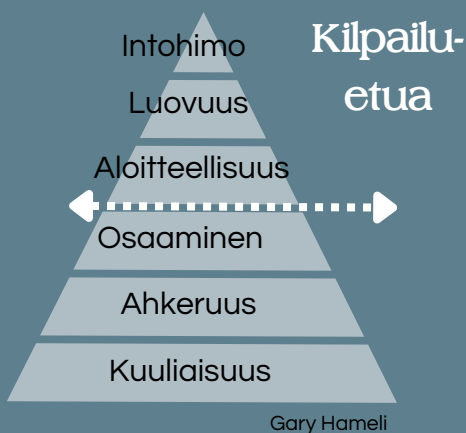 Kilpailu-
etua
Intohimo
Luovuus
Aloitteellisuus
Osaaminen
Ahkeruus
Kuuliaisuus
Gary Hameli